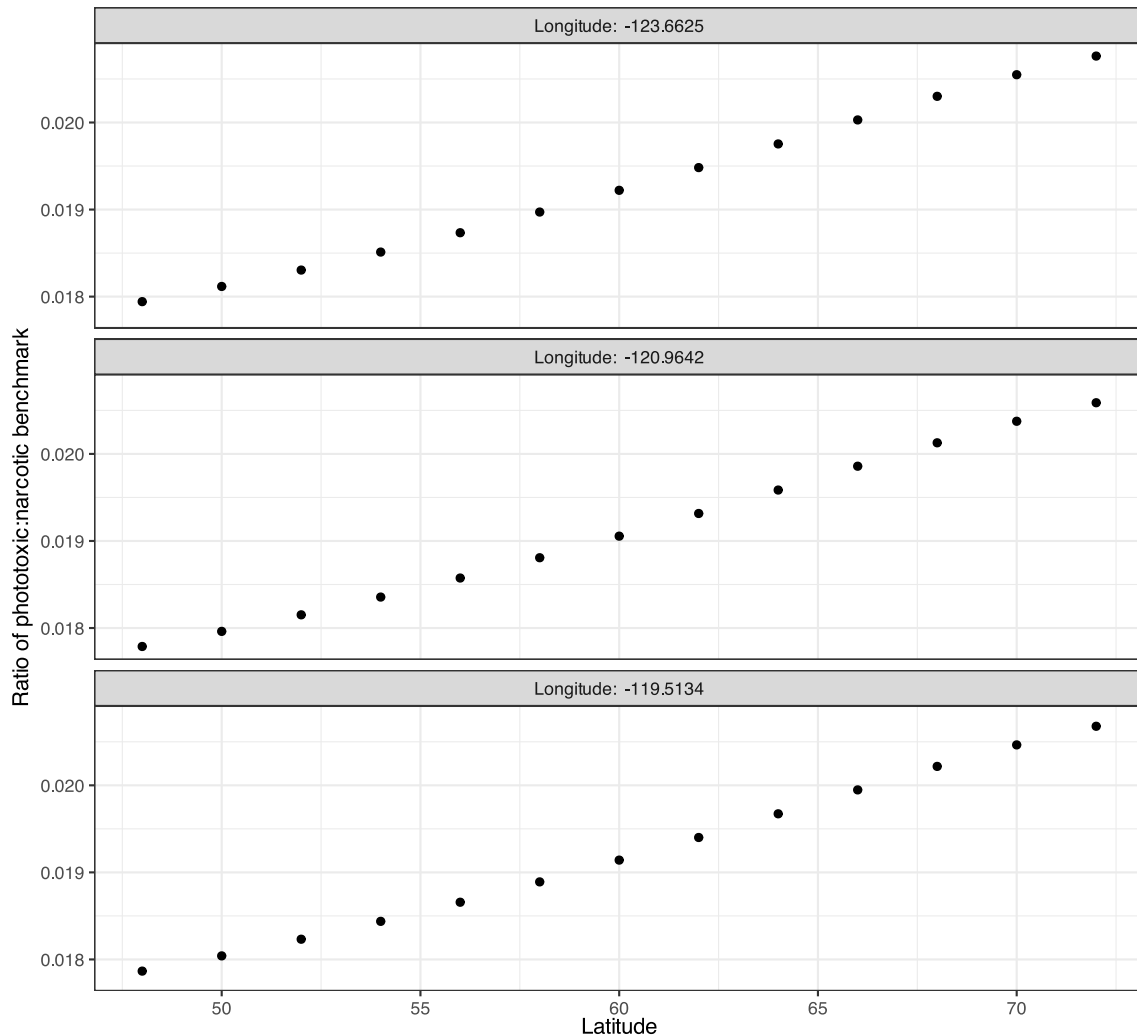 Longitude: -123.6625
0.020
0.019
0.018
Longitude: -120.9642
0.020
0.019
0.018
Longitude: -119.5134
0.020
0.019
0.018
50 55 60 65 70
Latitude
Ratio of phototoxic:narcotic benchmark